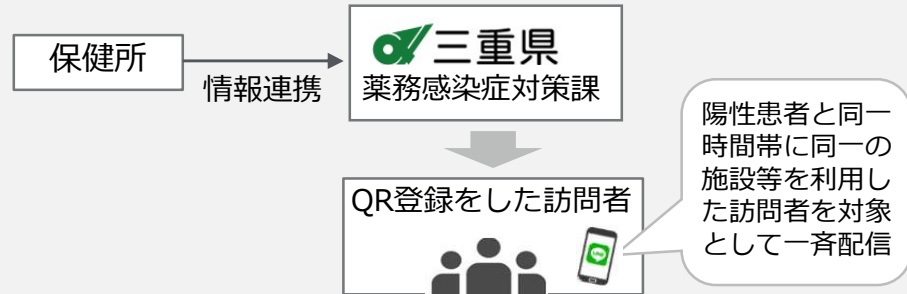 保健所
情報連携
三重県
薬務感染症対策課
QR登録をした訪問者
LINE
陽性患者と同一
時間帯に同一の
施設等を利用し
た訪問者を対象
として一斉配信